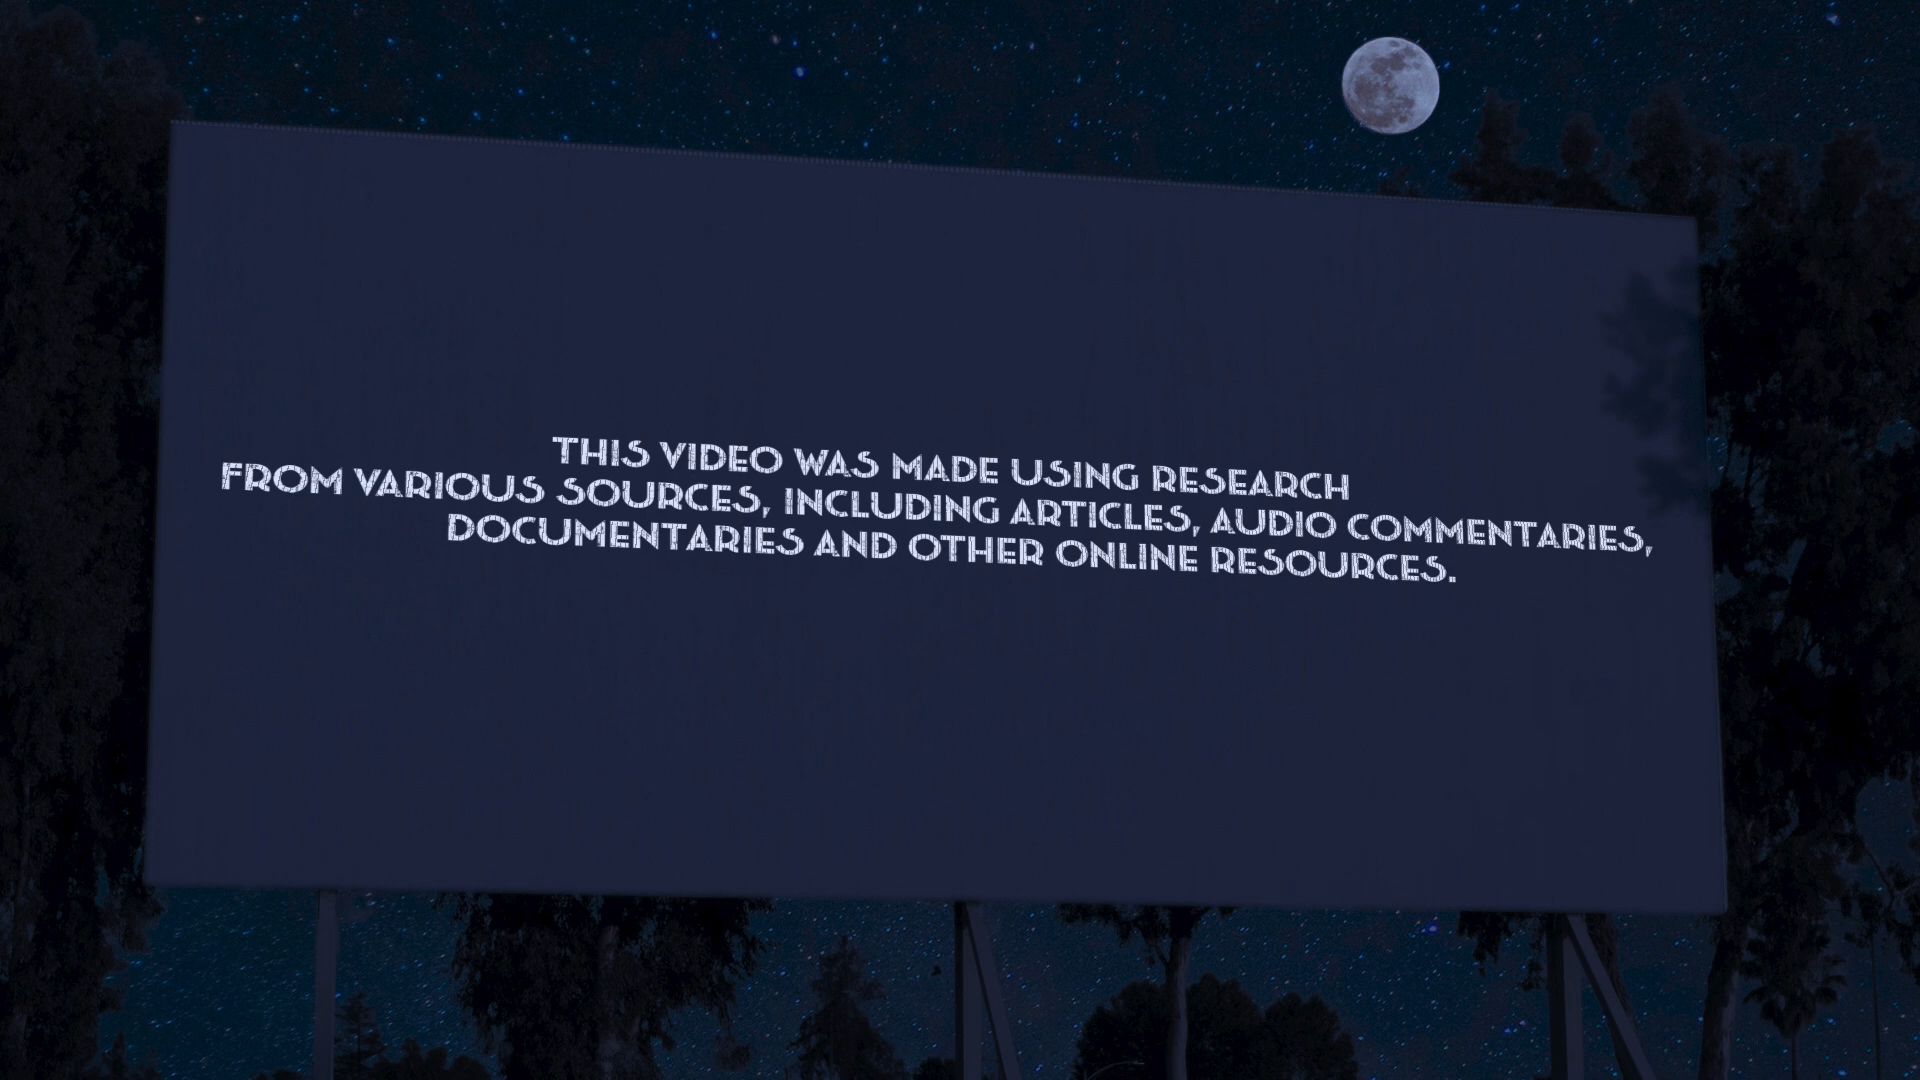 THIS VIDEO WAS MADE USING RESEARCH
FROM VARIOUS SOURCES, INCLUDING ARTICLES, AUDIO COMMENTARIES,
DOCUMENTARIES AND OTHER ONLINE RESOURCES.